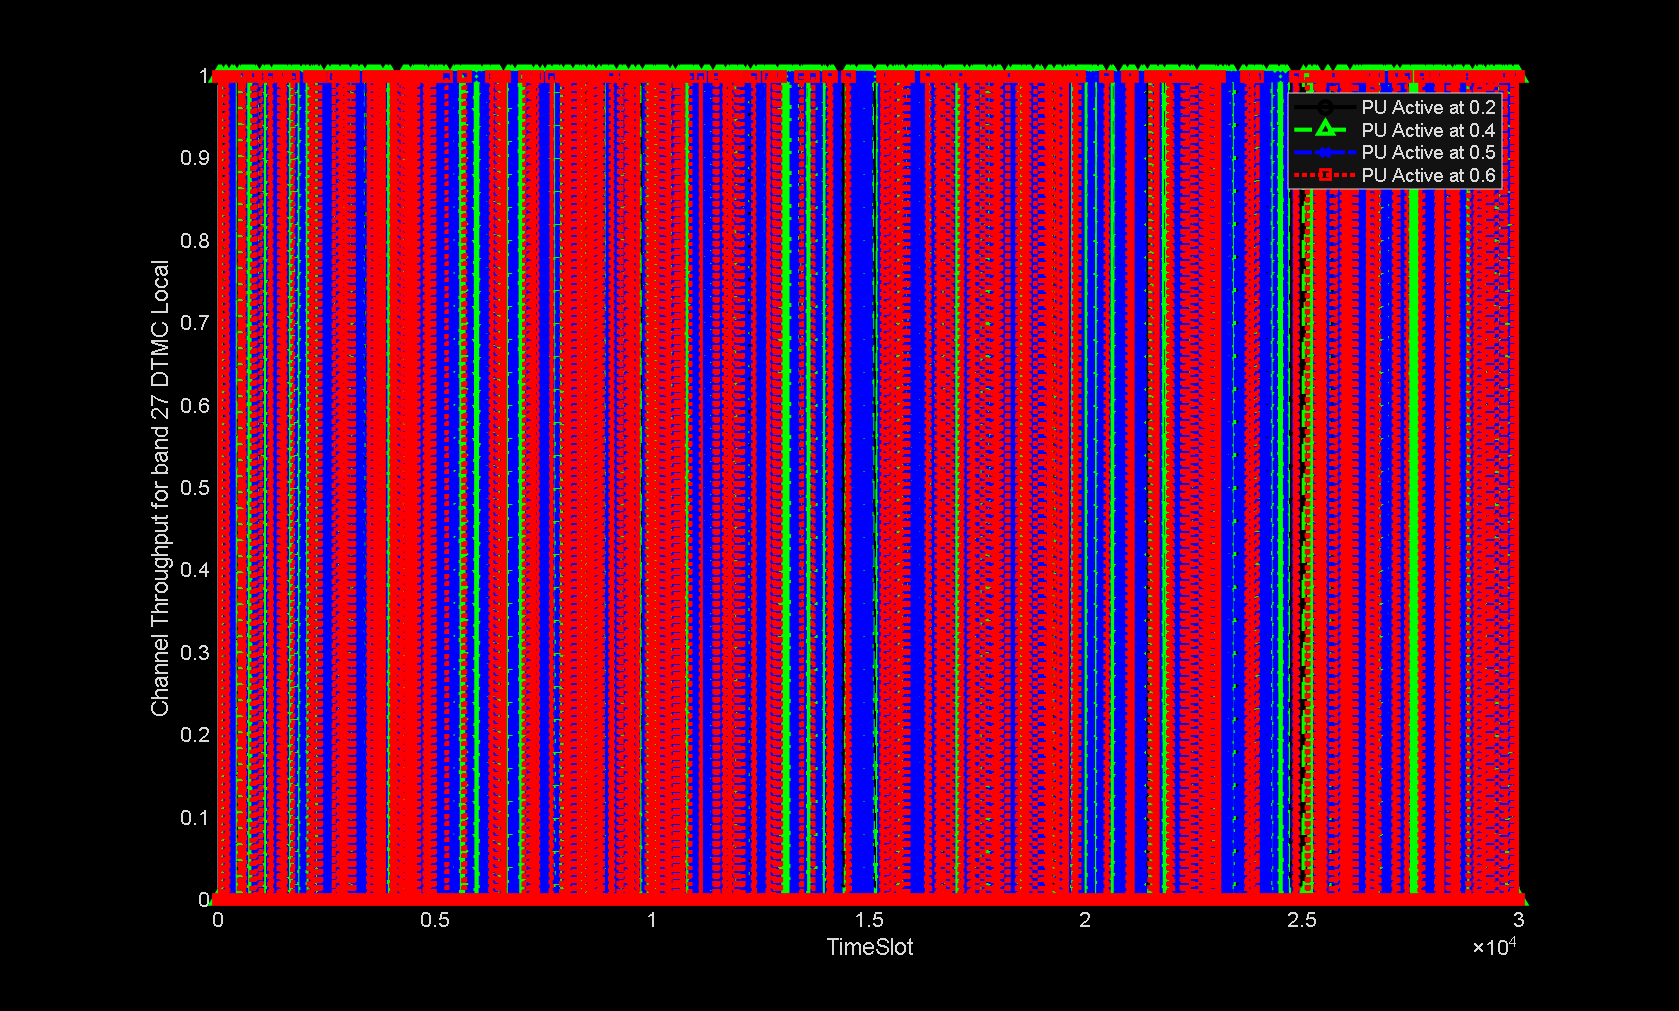 1
0.9
0.8
0.7
0.6
0.5
0.4
0.3
0.2
0.1
0
Channel Throughput for band 27 DTMC Local
PU Active at 0.2
PU Active at 0.4
PU Active at 0.5
PU Active at 0.6
0 0.5 1 1.5 2 2.5 3
TimeSlot
×10⁴